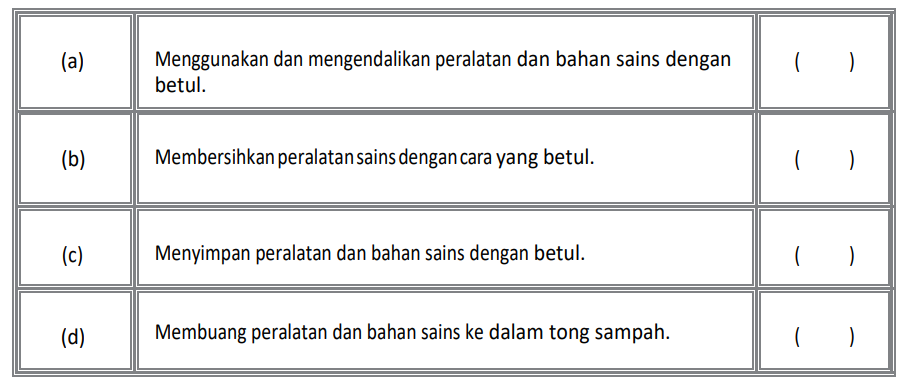 (a) Menggunakan dan mengendalikan peralatan dan bahan sains dengan ( )
betul.
(b) Membersihkan peralatan sains dengan cara yang betul. ( )
(c) Menyimpan peralatan dan bahan sains dengan betul. ( )
(d) Membuang peralatan dan bahan sains ke dalam tong sampah. ( )